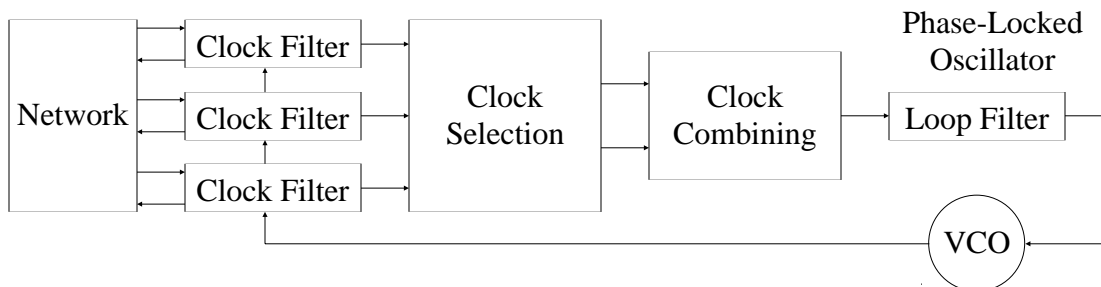 Phase-Locked
Oscillator
Network
Clock Filter
Clock Filter
Clock Filter
Clock
Selection
Clock
Combining
Loop Filter
VCO